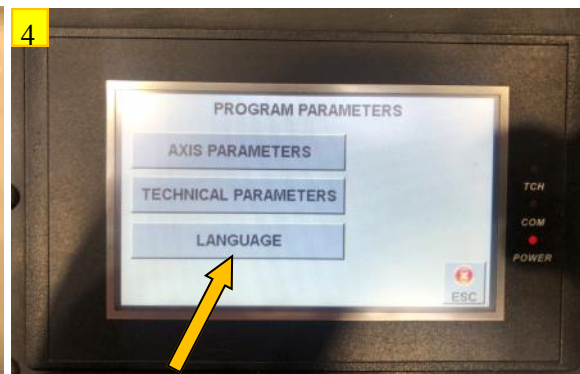 4
PROGRAM PARAMETERS
AXIS PARAMETERS
TECHNICAL PARAMETERS
LANGUAGE
ESC
TCH
COM
POWER